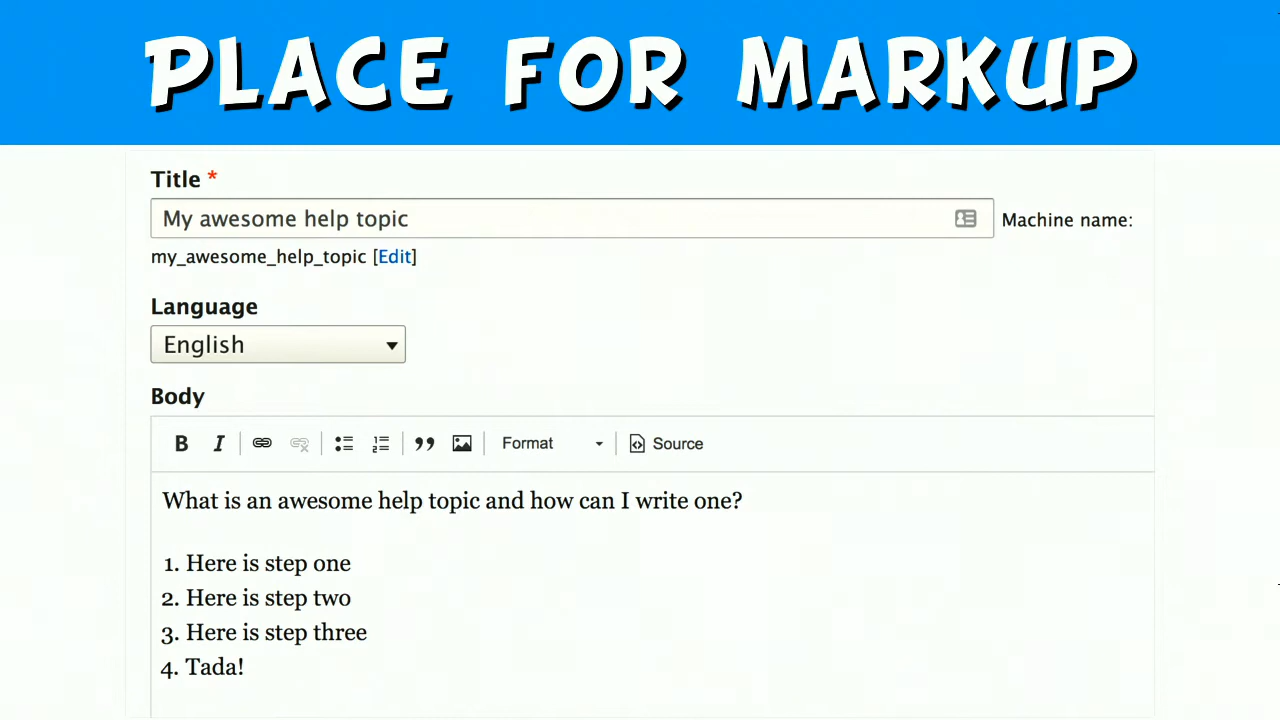 PLACE FOR MARKUP
Title *
My awesome help topic
Machine name:
my_awesome_help_topic [Edit]
Language
English
Body
B I Format Source
What is an awesome help topic and how can I write one?
1. Here is step one
2. Here is step two
3. Here is step three
4. Tada!